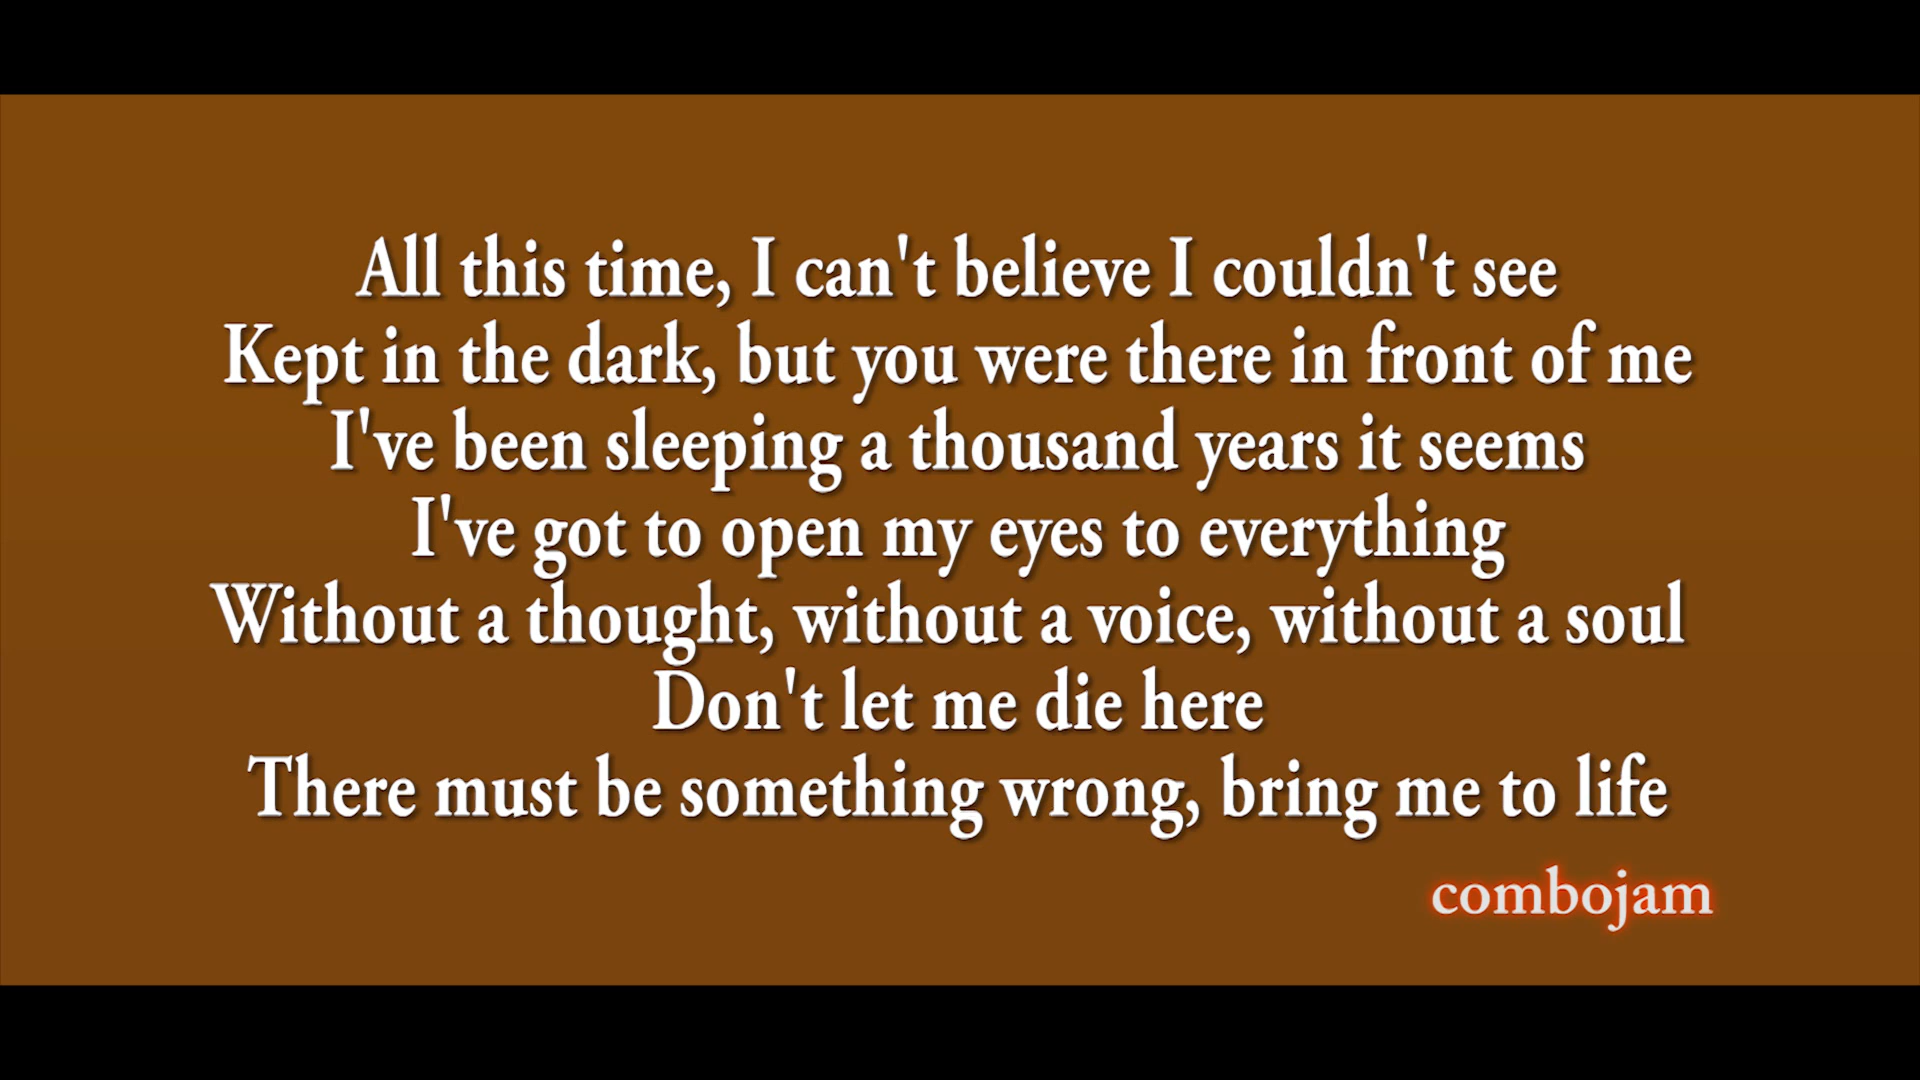 All this time, I can't believe I couldn't see
Kept in the dark, but you were there in front of me
I've been sleeping a thousand years it seems
I've got to open my eyes to everything
Without a thought, without a voice, without a soul
Don't let me die here
There must be something wrong, bring me to life
combojam